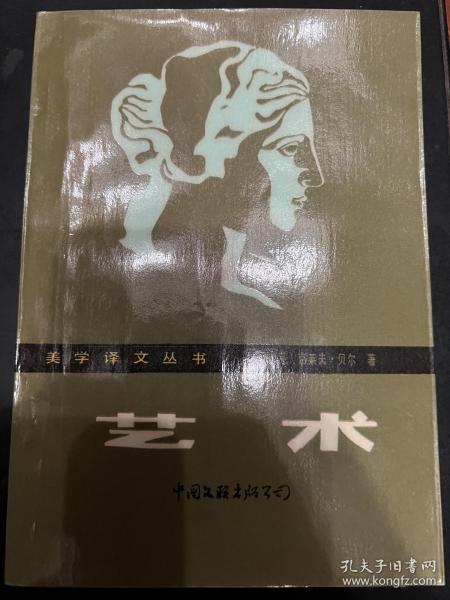 美学译文丛书
莱夫·贝尔 著
艺术
中国文联出版公司
孔夫子旧书网
www.kongfz.com